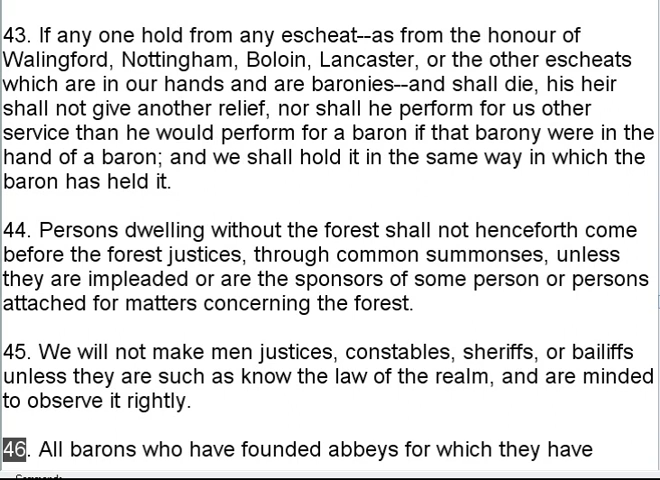 43. If any one hold from any escheat--as from the honour of
Walingford, Nottingham, Boloin, Lancaster, or the other escheats
which are in our hands and are baronies--and shall die, his heir
shall not give another relief, nor shall he perform for us other
service than he would perform for a baron if that barony were in the
hand of a baron; and we shall hold it in the same way in which the
baron has held it.
44. Persons dwelling without the forest shall not henceforth come
before the forest justices, through common summonses, unless
they are impleaded or are the sponsors of some person or persons
attached for matters concerning the forest.
45. We will not make men justices, constables, sheriffs, or bailiffs
unless they are such as know the law of the realm, and are minded
to observe it rightly.
46. All barons who have founded abbeys for which they have